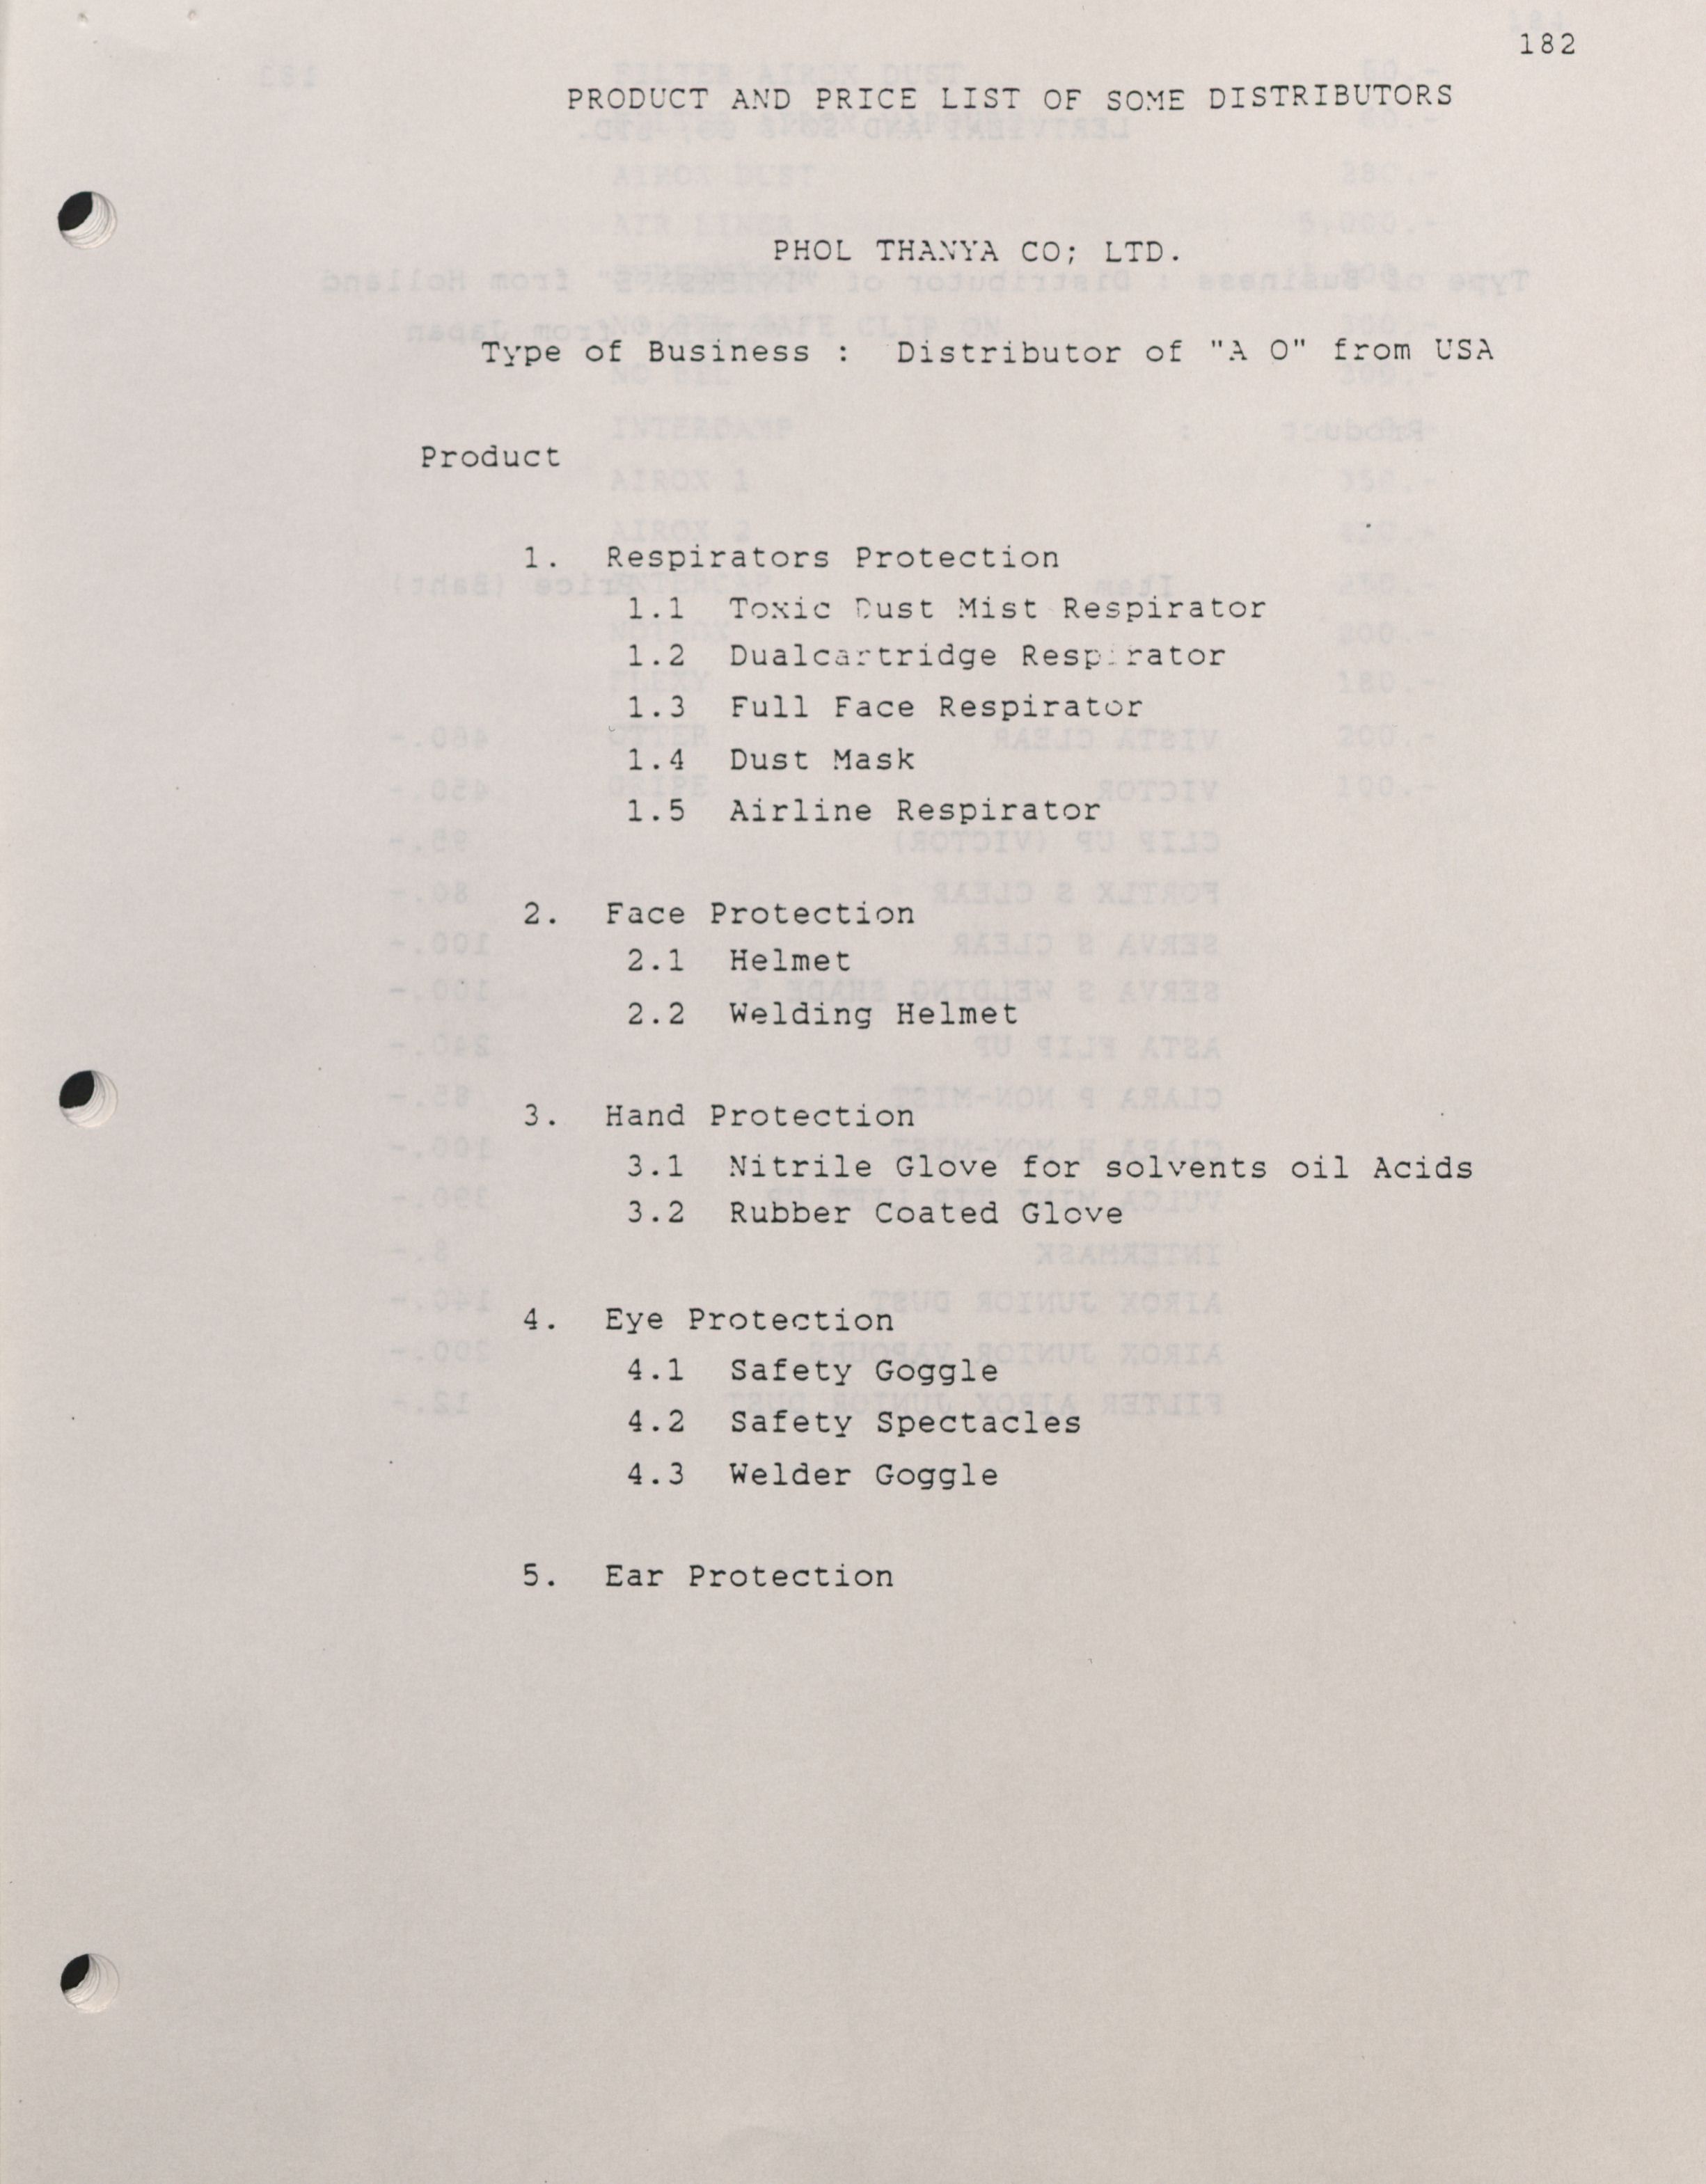 182
PRODUCT AND PRICE LIST OF SOME DISTRIBUTORS
PHOL THANYA CO; LTD.
Type of Business : Distributor of "A O" from USA
Product
1. Respirators Protection
1.1 Toxic Dust Mist Respirator
1.2 Dualcartridge Respirator
1.3 Full Face Respirator
1.4 Dust Mask
1.5 Airline Respirator
2. Face Protection
2.1 Helmet
2.2 Welding Helmet
3. Hand Protection
3.1 Nitrile Glove for solvents oil Acids
3.2 Rubber Coated Glove
4. Eye Protection
4.1 Safety Goggle
4.2 Safety Spectacles
4.3 Welder Goggle
5. Ear Protection